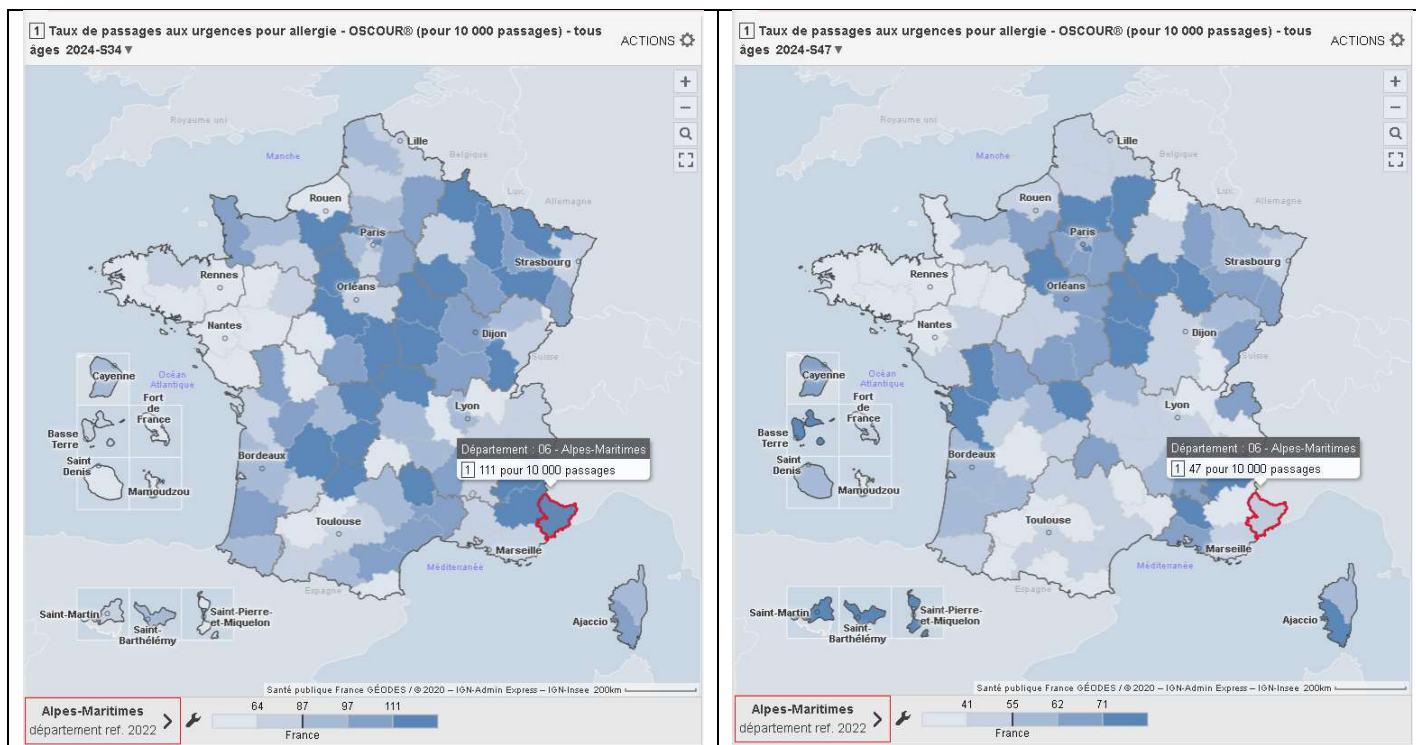 1 Taux de passages aux urgences pour allergie - OSCOUR® (pour 10 000 passages) - tous
âges 2024-S34 ▼
ACTIONS
+
−
Royaume uni
Lille
Manche
Belgique
Lux.
Allemagne
Rouen
Paris
Strasbourg
Rennes
Orléans
Nantes
Dijon
Suisse
Cayenne
Océan
Atlantique
Fort
de
France
Lyon
Basse
Terre
Département : 06 - Alpes-Maritimes
1 111 pour 10 000 passages
Saint
Denis
Bordeaux
Mamoudzou
Toulouse
Marseille
Méditerranée
Espagne
Saint-Martin
Saint-
Barthélémy
Saint-Pierre-
et-Miquelon
Ajaccio
Santé publique France GÉODES / © 2020 – IGN-Admin Express – IGN-Insee 200km
Alpes-Maritimes
département ref. 2022
64 87 97 111
France
1 Taux de passages aux urgences pour allergie - OSCOUR® (pour 10 000 passages) - tous
âges 2024-S47 ▼
ACTIONS
+
−
Royaume uni
Lille
Manche
Belgique
Lux.
Allemagne
Rouen
Paris
Strasbourg
Rennes
Orléans
Nantes
Dijon
Suisse
Cayenne
Océan
Atlantique
Fort
de
France
Lyon
Basse
Terre
Département : 06 - Alpes-Maritimes
1 47 pour 10 000 passages
Saint
Denis
Bordeaux
Mamoudzou
Toulouse
Marseille
Méditerranée
Espagne
Saint-Martin
Saint-
Barthélémy
Saint-Pierre-
et-Miquelon
Ajaccio
Santé publique France GÉODES / © 2020 – IGN-Admin Express – IGN-Insee 200km
Alpes-Maritimes
département ref. 2022
41 55 62 71
France